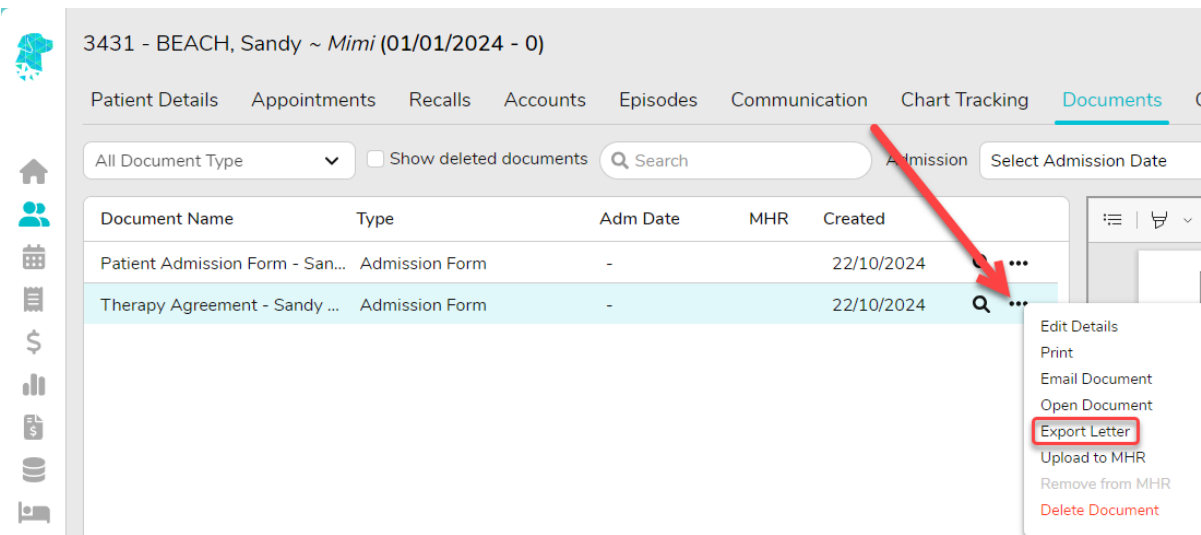 3431 - BEACH, Sandy ~ Mimi (01/01/2024 - 0)
Patient Details Appointments Recalls Accounts Episodes Communication Chart Tracking Documents
All Document Type Show deleted documents Search Admission Select Admission Date
Document Name Type Adm Date MHR Created
Patient Admission Form - San... Admission Form - 22/10/2024
Therapy Agreement - Sandy ... Admission Form - 22/10/2024
Edit Details
Print
Email Document
Open Document
Export Letter
Upload to MHR
Remove from MHR
Delete Document